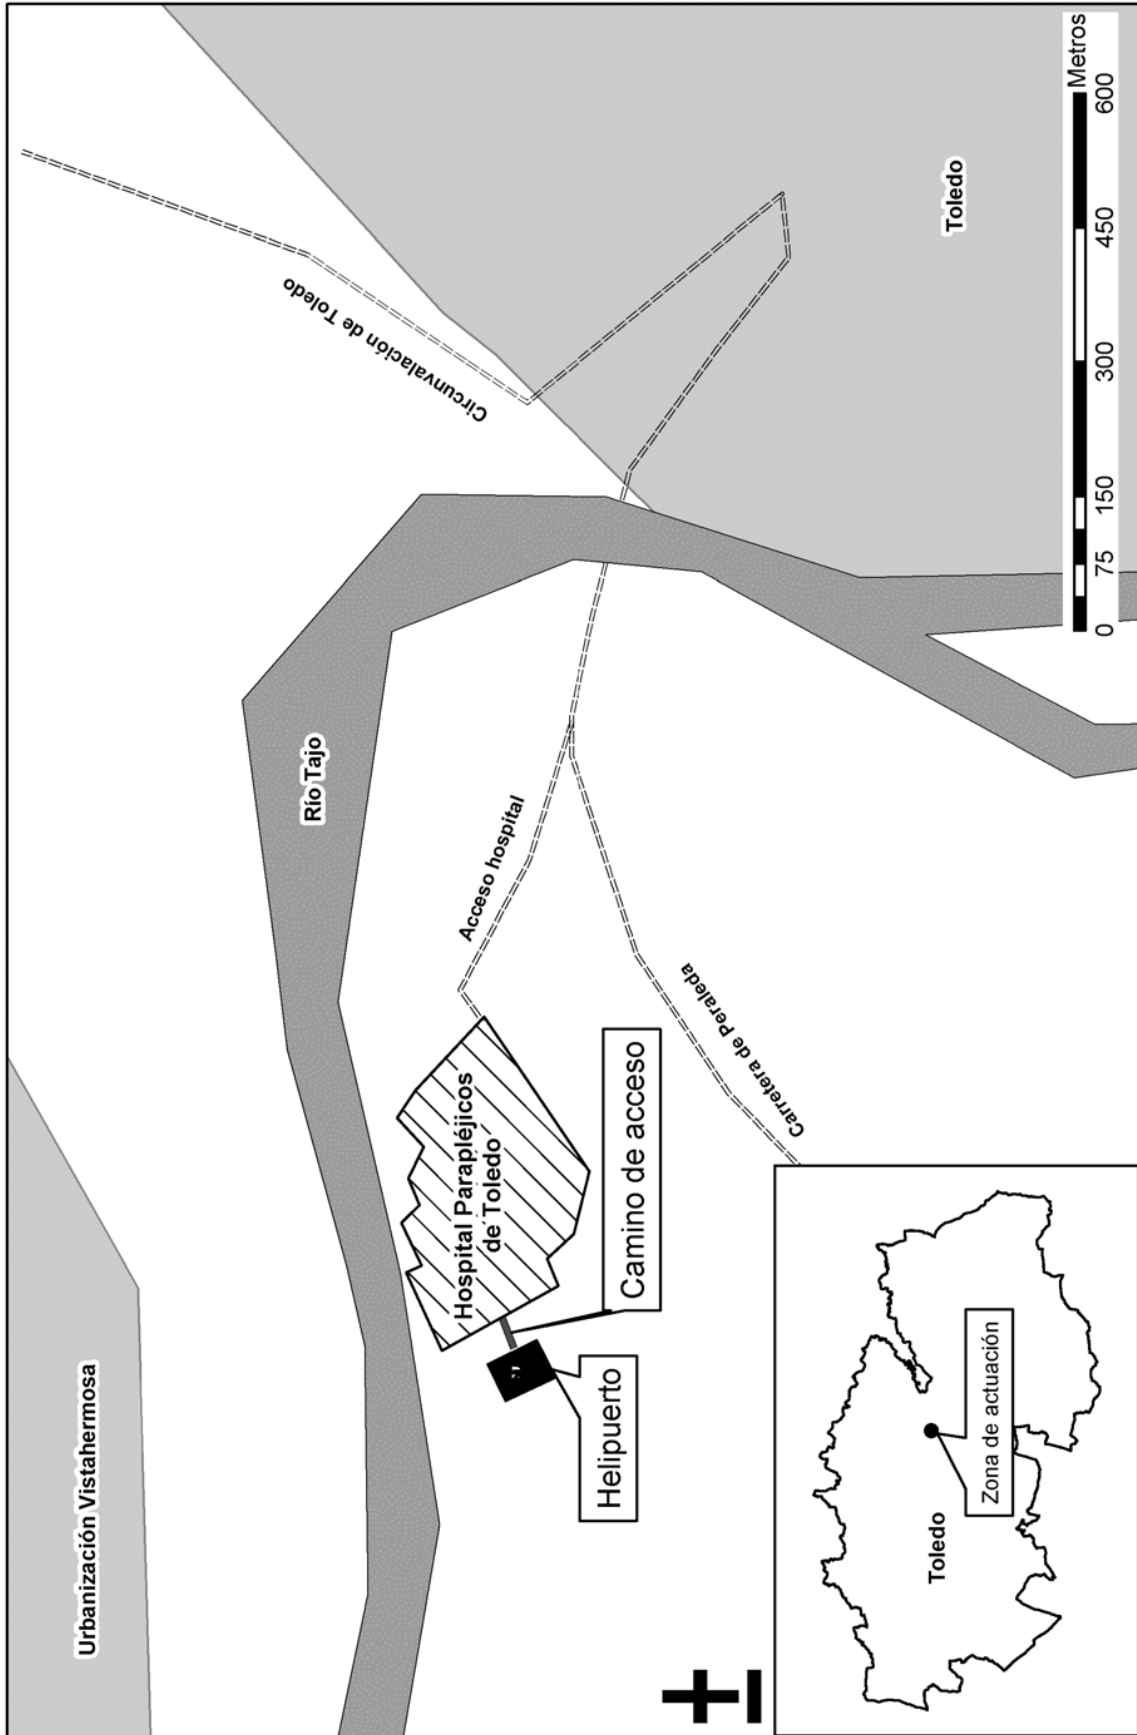 Urbanización Vistahermosa
Río Tajo
Circunvalación de Toledo
Acceso hospital
Hospital Parapléjicos
de Toledo
Helipuerto
Camino de acceso
Carretera de Peraleda
Toledo
Toledo
Zona de actuación
0 75 150 300 450 600
Metros